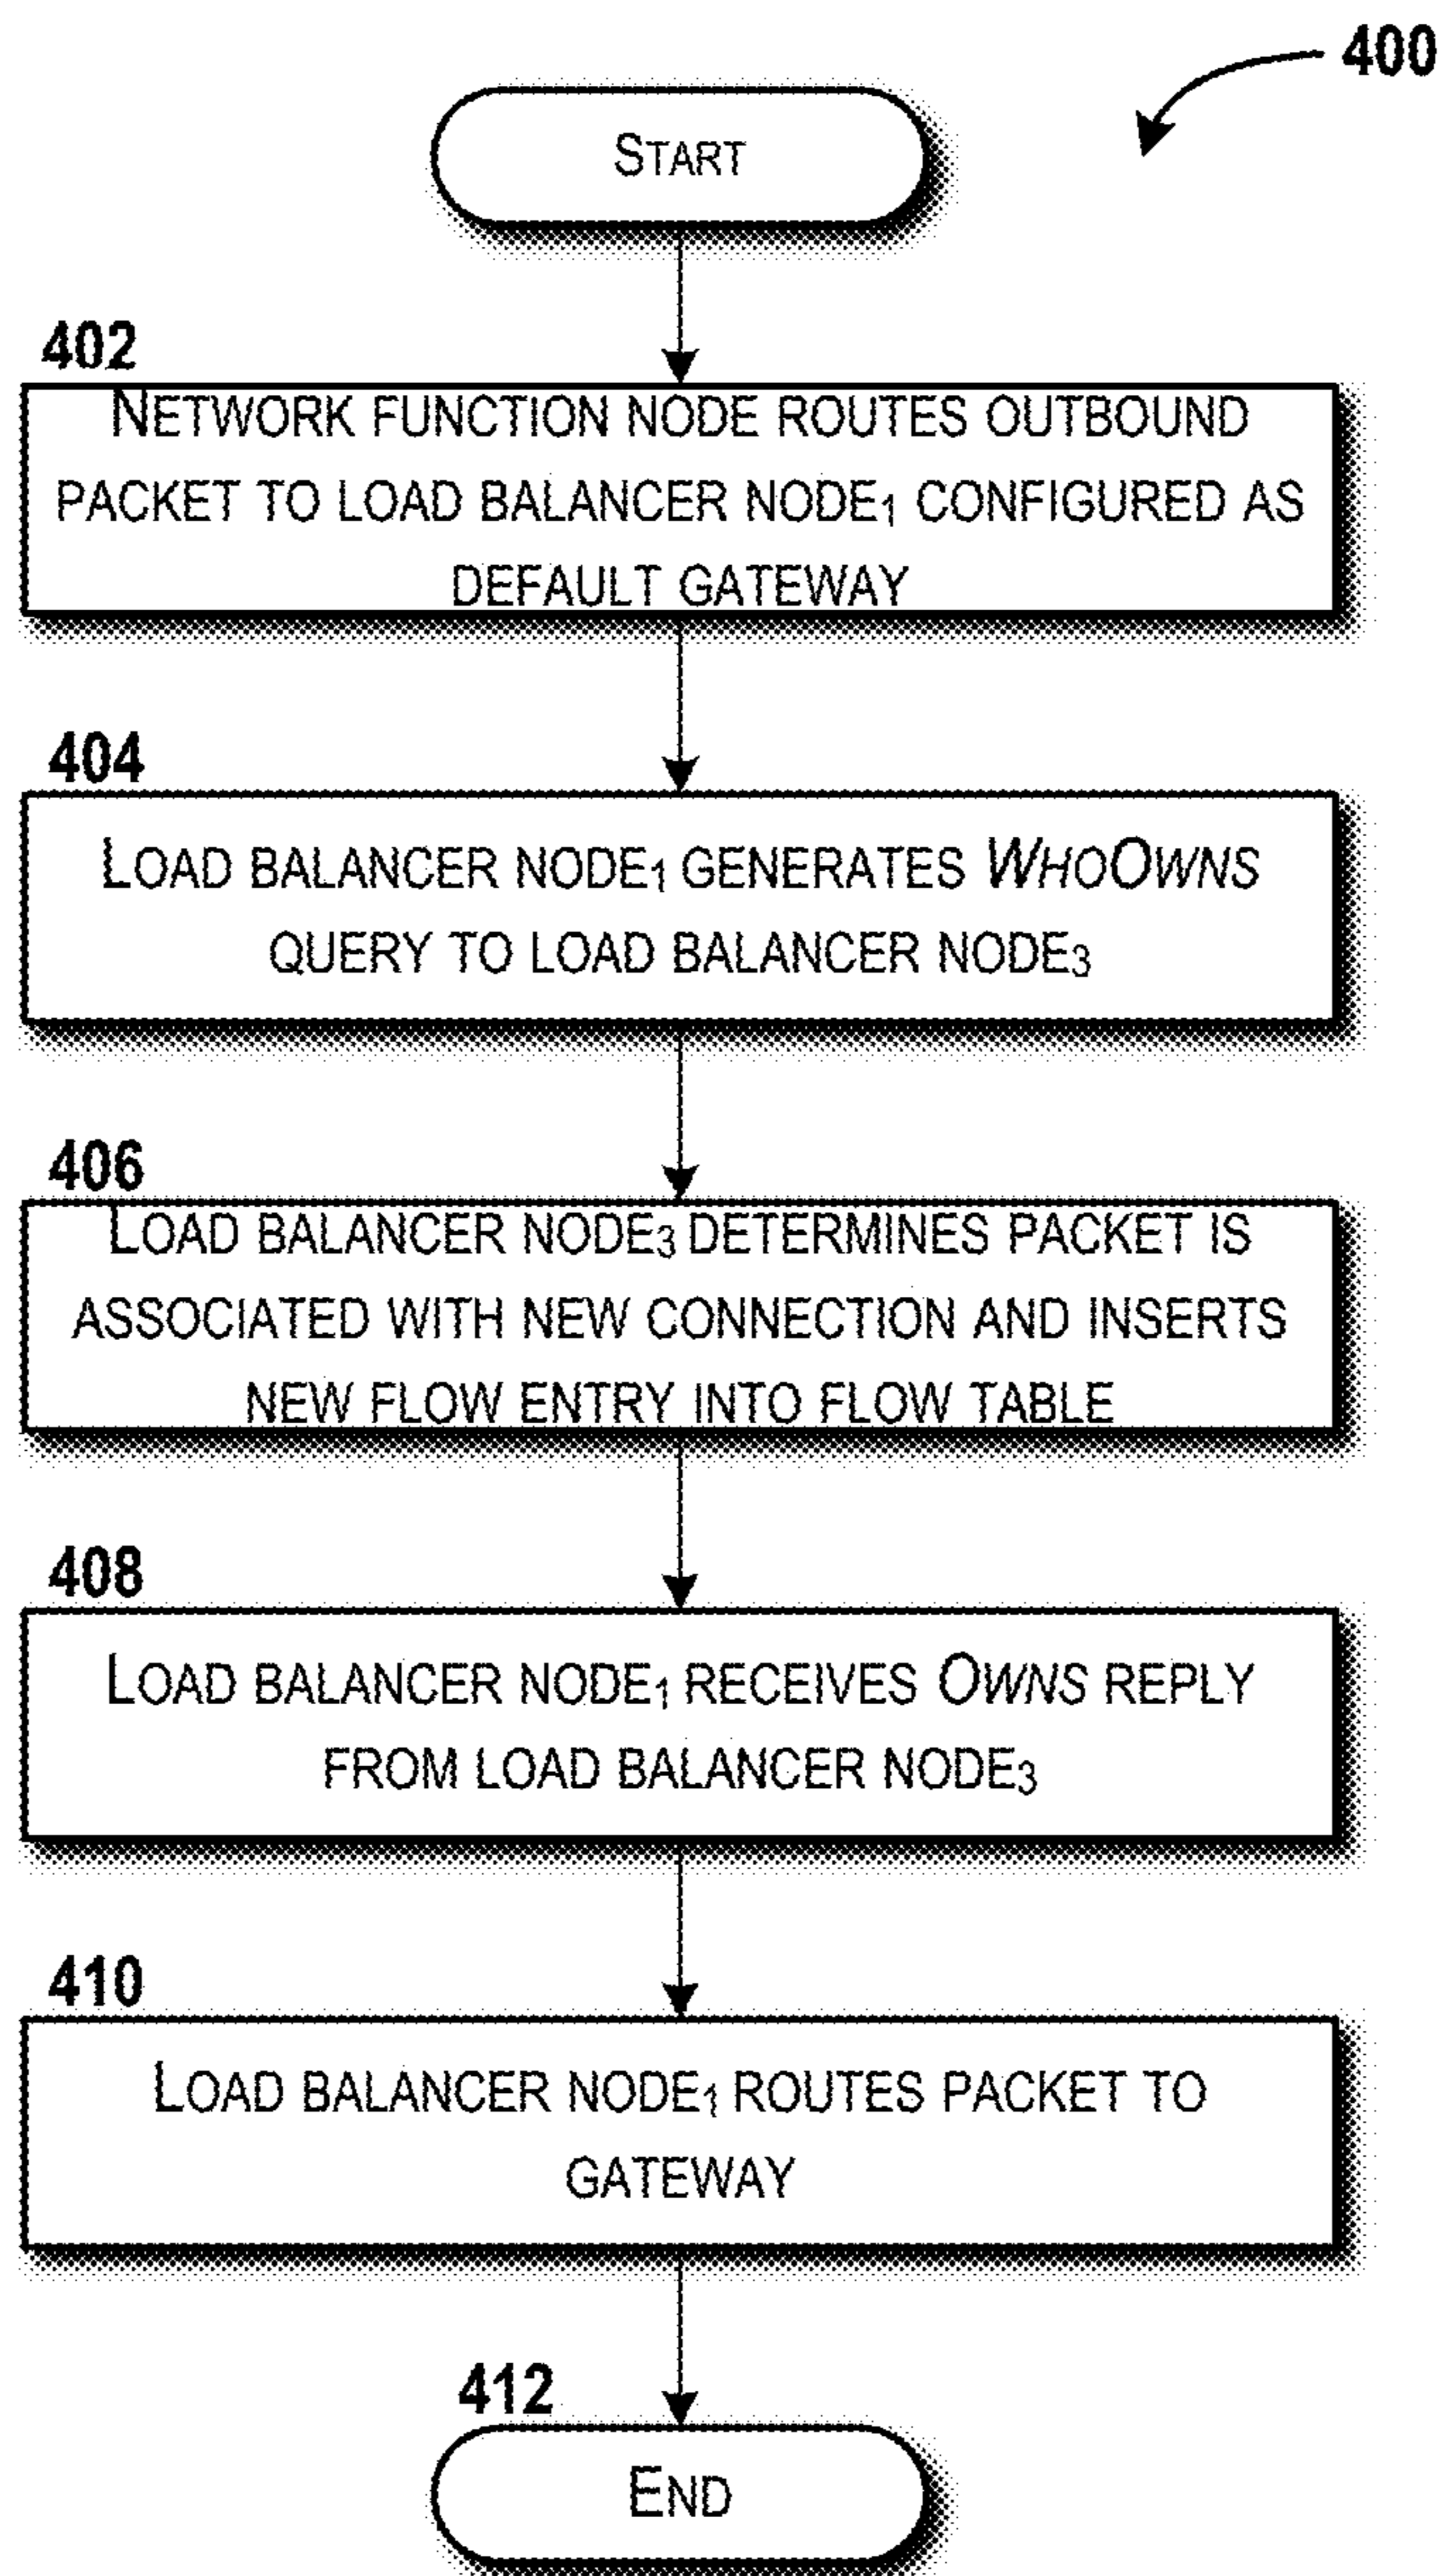 400
START
402
NETWORK FUNCTION NODE ROUTES OUTBOUND
PACKET TO LOAD BALANCER NODE₁ CONFIGURED AS
DEFAULT GATEWAY
404
LOAD BALANCER NODE₁ GENERATES WHOOWNS
QUERY TO LOAD BALANCER NODE₃
406
LOAD BALANCER NODE₃ DETERMINES PACKET IS
ASSOCIATED WITH NEW CONNECTION AND INSERTS
NEW FLOW ENTRY INTO FLOW TABLE
408
LOAD BALANCER NODE₁ RECEIVES OWNS REPLY
FROM LOAD BALANCER NODE₃
410
LOAD BALANCER NODE₁ ROUTES PACKET TO
GATEWAY
412
END